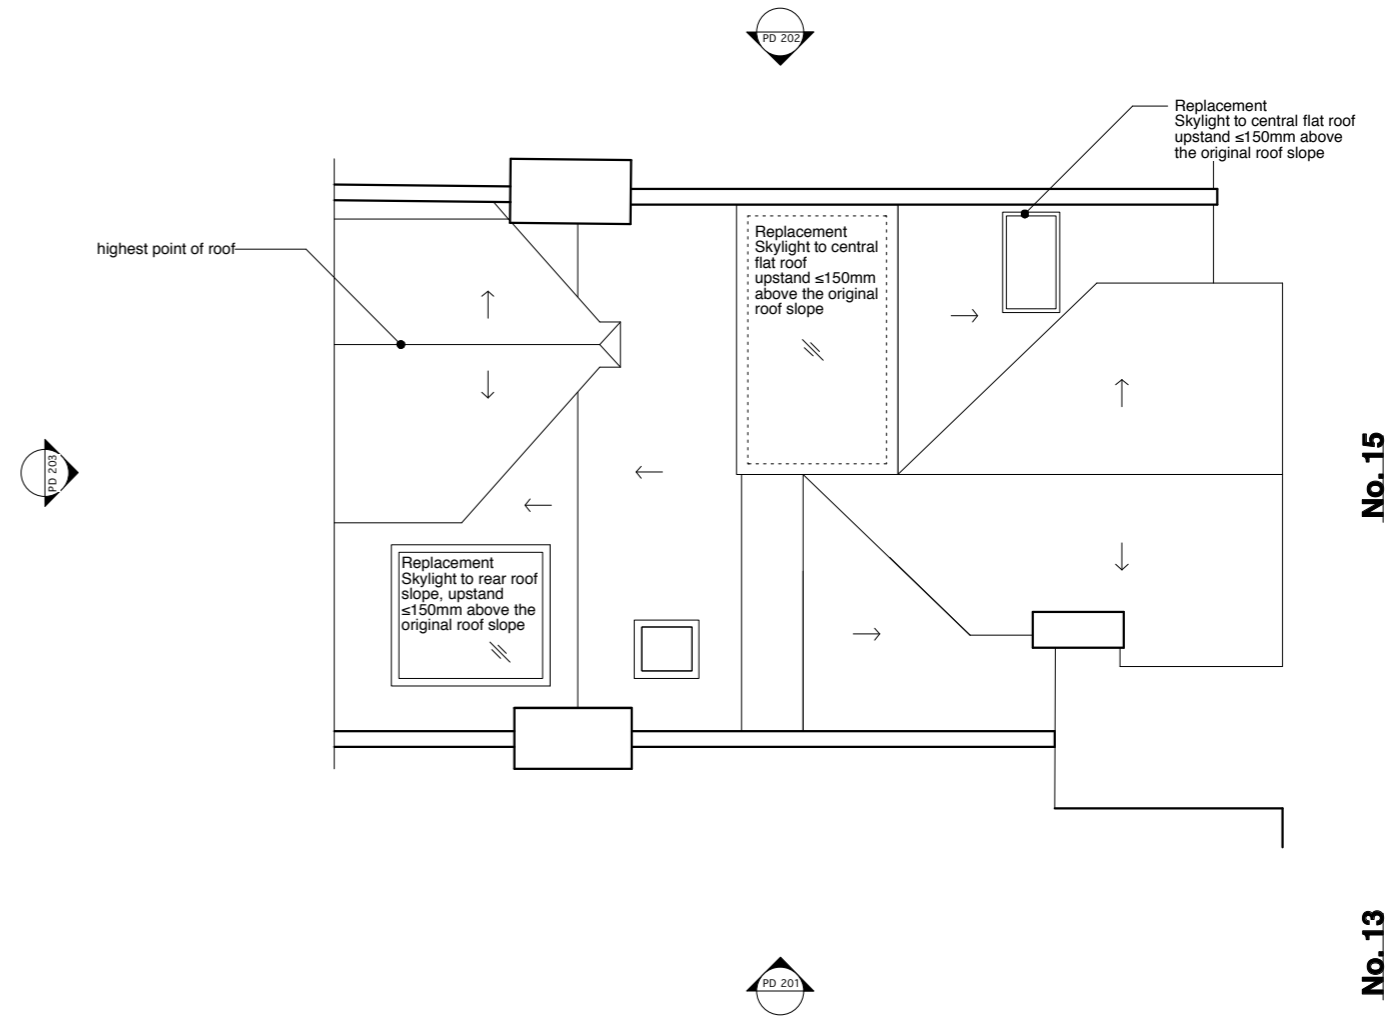 PD 202
Replacement
Skylight to central flat roof
upstand ≤150mm above
the original roof slope
highest point of roof
Replacement
Skylight to central
flat roof
upstand ≤150mm
above the original
roof slope
No. 15
PD 203
Replacement
Skylight to rear roof
slope, upstand
≤150mm above the
original roof slope
No. 13
PD 201